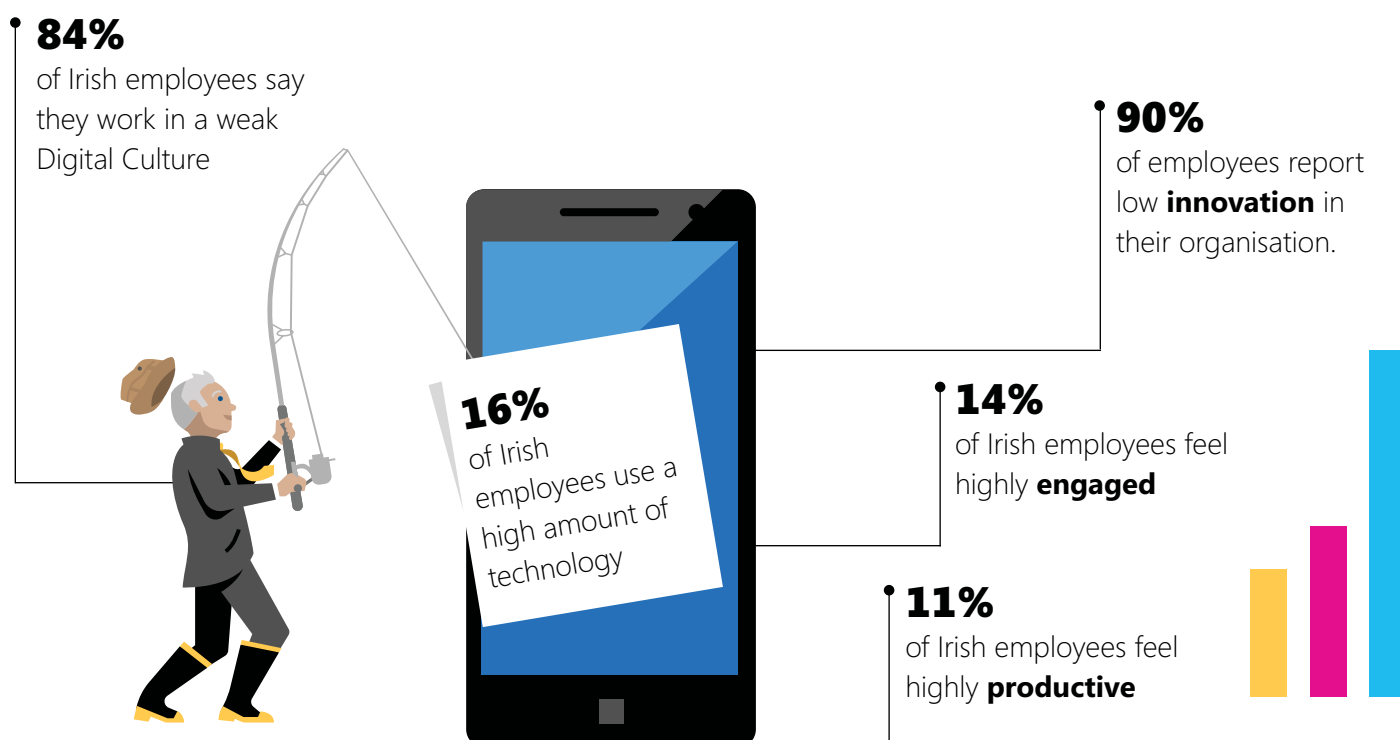 84%
of Irish employees say
they work in a weak
Digital Culture
90%
of employees report
low innovation in
their organisation.
16%
of Irish
employees use a
high amount of
technology
14%
of Irish employees feel
highly engaged
11%
of Irish employees feel
highly productive